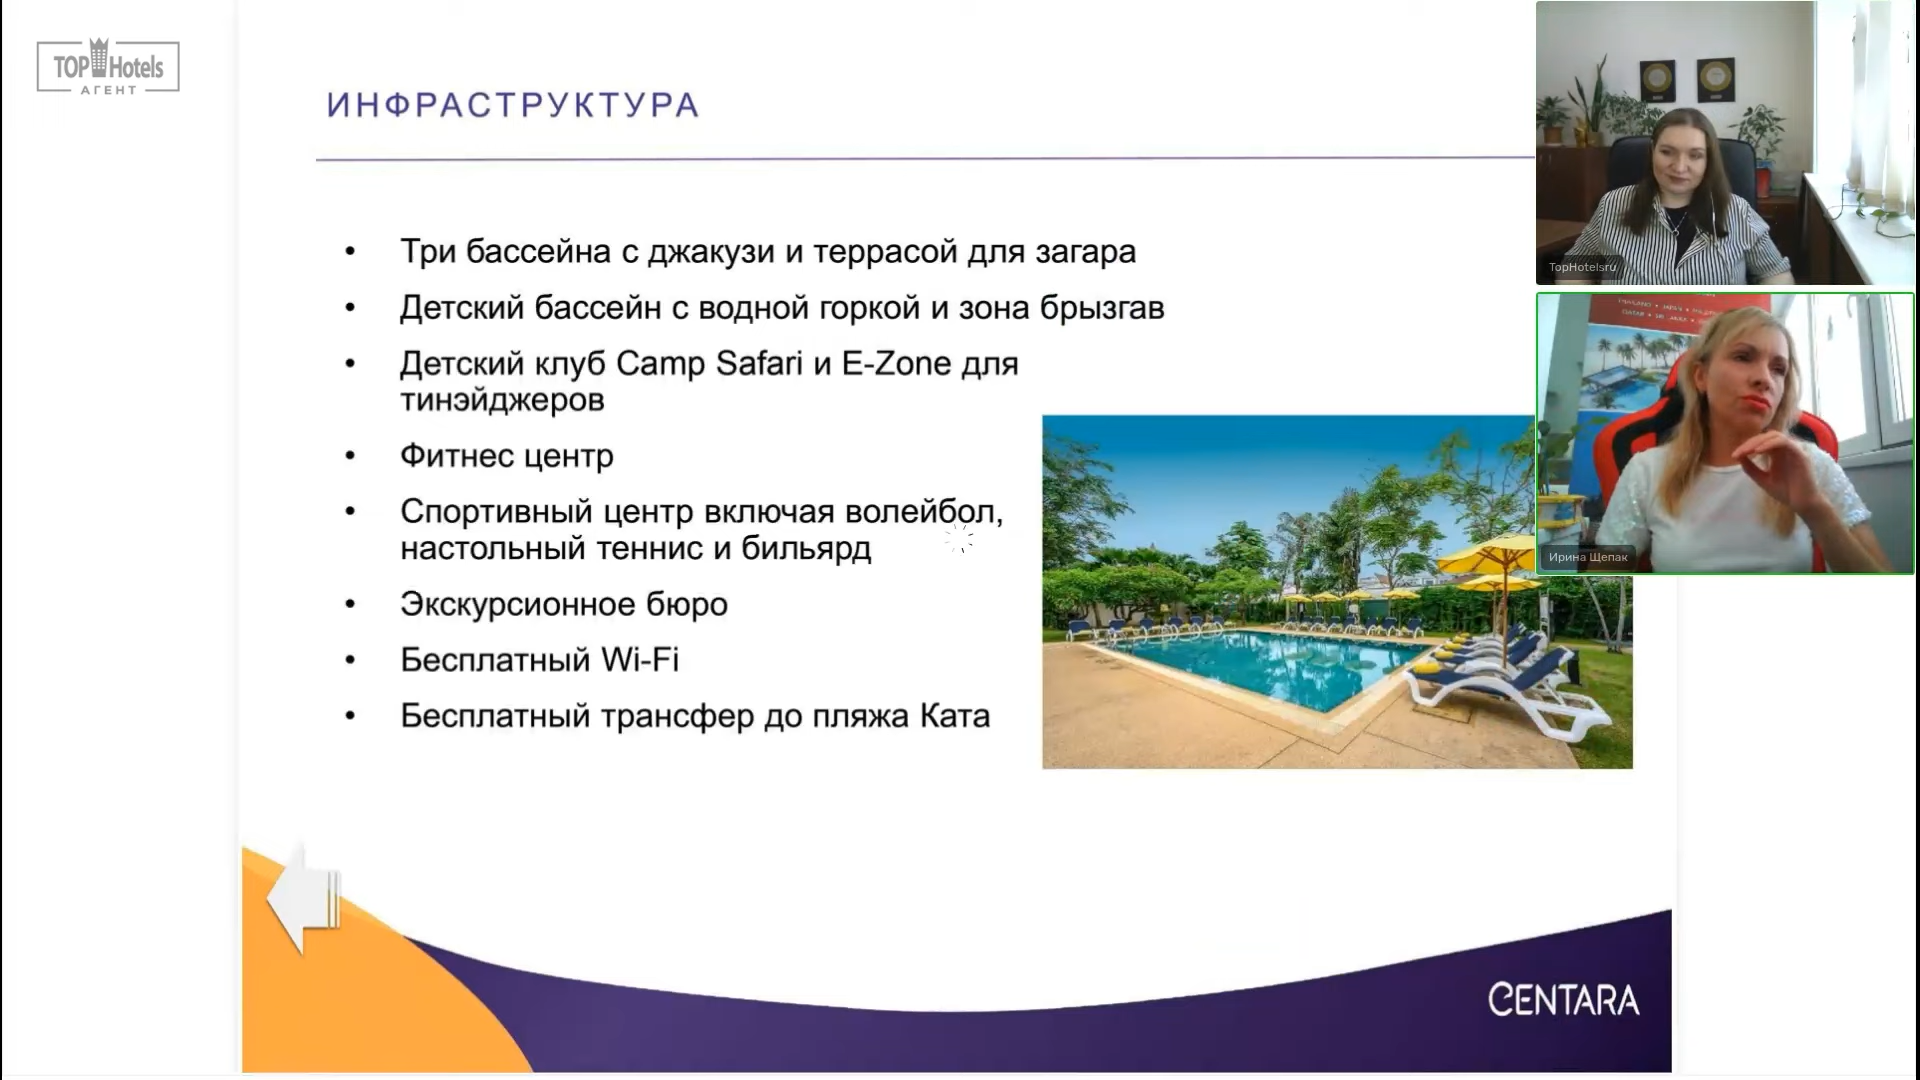 TOP Hotels
АГЕНТ
ИНФРАСТРУКТУРА
• Три бассейна с джакузи и террасой для загара
• Детский бассейн с водной горкой и зона брызгав
• Детский клуб Camp Safari и E-Zone для
тинэйджеров
• Фитнес центр
• Спортивный центр включая волейбол,
настольный теннис и бильярд
• Экскурсионное бюро
• Бесплатный Wi-Fi
• Бесплатный трансфер до пляжа Ката
CENTARA
TopHotelsru
Ирина Щепак